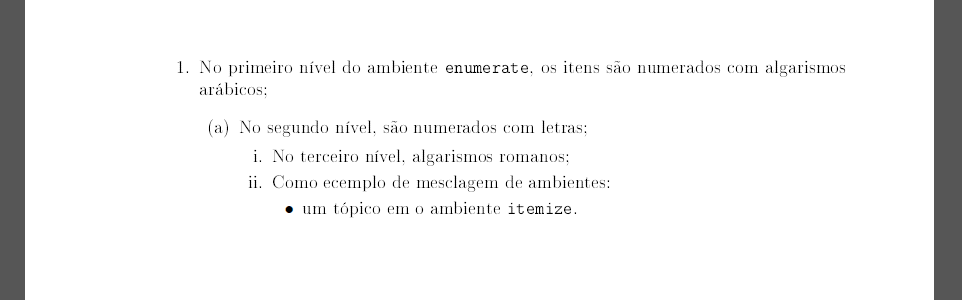 1. No primeiro nível do ambiente enumerate, os itens são numerados com algarismos
arábicos;
(a) No segundo nível, são numerados com letras;
i. No terceiro nível, algarismos romanos;
ii. Como ecemplo de mesclagem de ambientes:
• um tópico em o ambiente itemize.